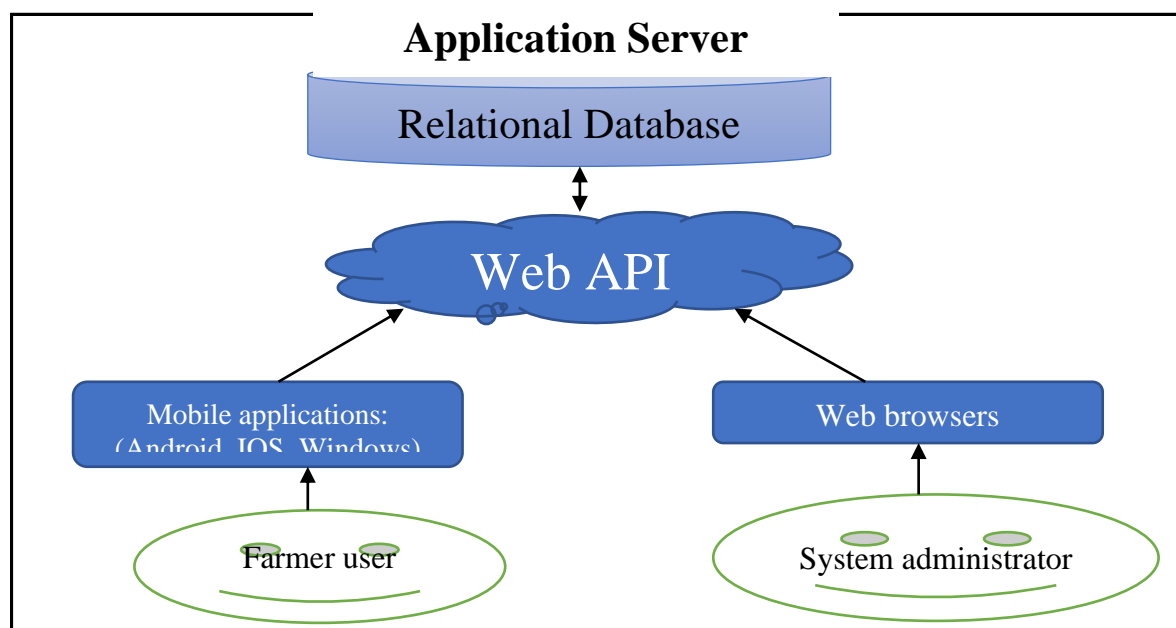 Application Server
Relational Database
Web API
Mobile applications:
(Android, IOS, Windows)
Web browsers
Farmer user
System administrator